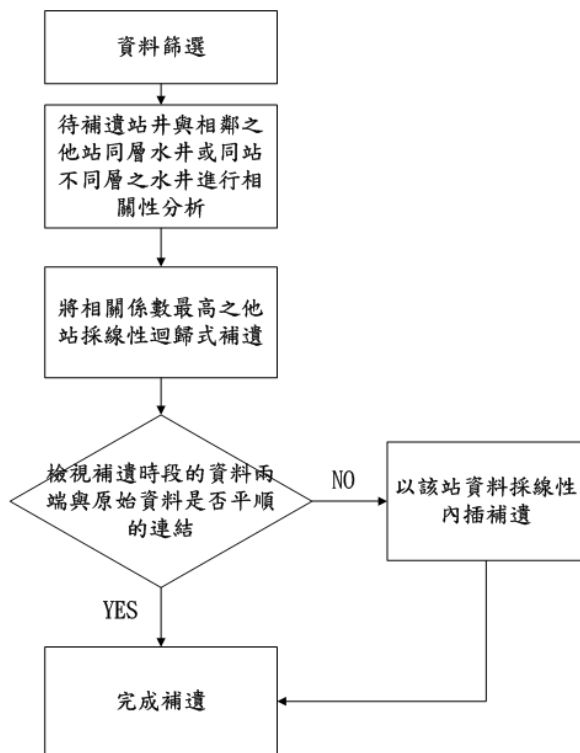 資料篩選
待補遺站井與相鄰之
他站同層水井或同站
不同層之水井進行相
關性分析
將相關係數最高之他
站採線性迴歸式補遺
檢視補遺時段的資料兩
端與原始資料是否平順
的連結
NO
以該站資料採線性
內插補遺
YES
完成補遺